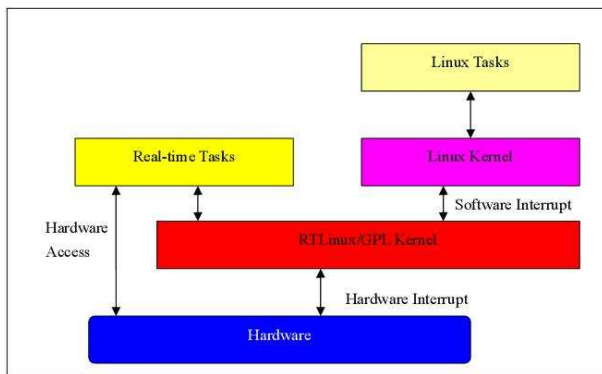 Linux Tasks
Real-time Tasks
Linux Kernel
Software Interrupt
Hardware
Access
RTLinux/GPL Kernel
Hardware Interrupt
Hardware